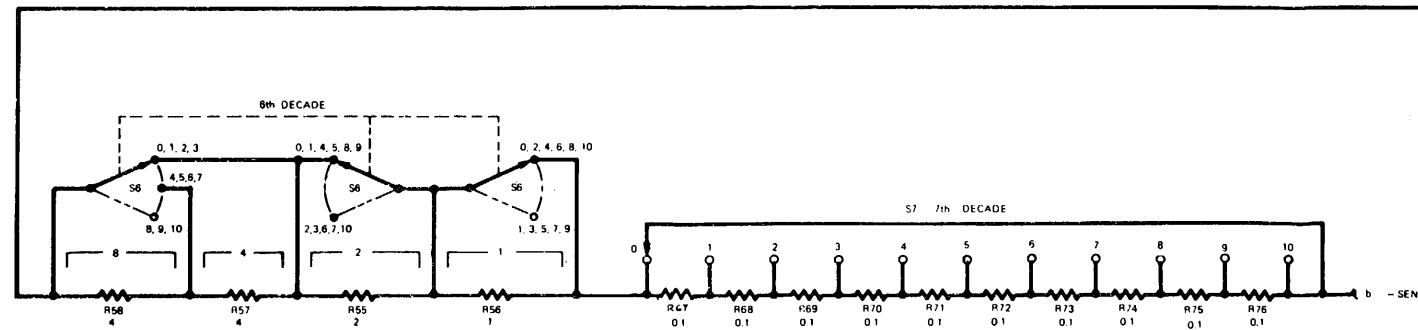 6th DECADE
0, 1, 2, 3
0, 1, 4, 5, 8, 9
0, 2, 4, 6, 8, 10
4,5,6,7
S6
S6
S6
S7 7th DECADE
8, 9, 10
2,3,6,7,10
1, 3, 5, 7, 9
0 1 2 3 4 5 6 7 8 9 10
8 4 2 1
b -SEN
R58 R57 R55 R56 R67 R68 R69 R70 R71 R72 R73 R74 R75 R76
4 4 2 1 0.1 0.1 0.1 0.1 0.1 0.1 0.1 0.1 0.1 0.1